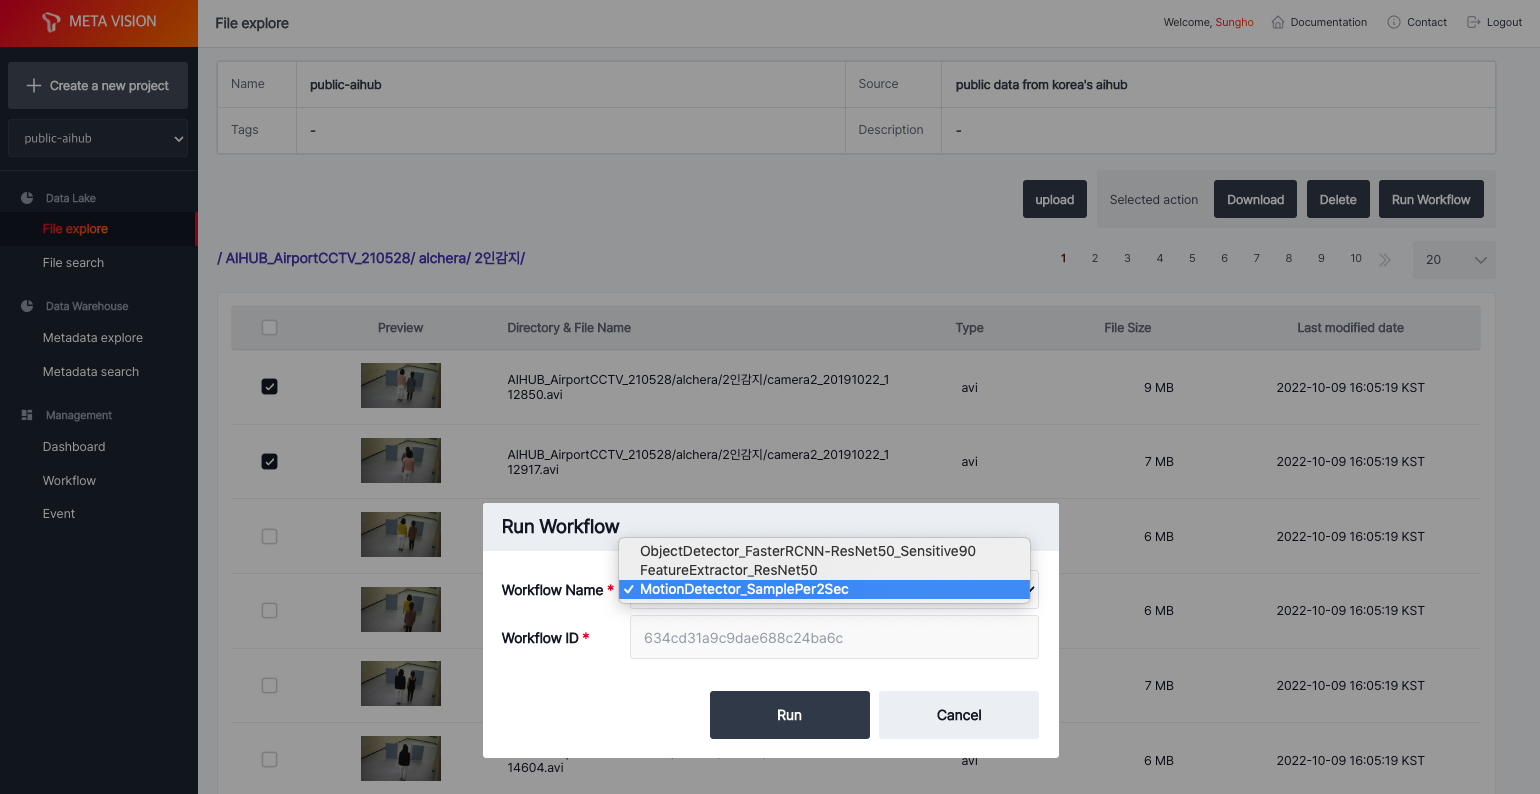 META VISION
File explore
Welcome, Sungho
Documentation
Contact
Logout
Create a new project
public-aihub
Data Lake
File explore
File search
Data Warehouse
Metadata explore
Metadata search
Management
Dashboard
Workflow
Event
Name
public-aihub
Source
public data from korea's aihub
Tags
-
Description
-
upload
Selected action
Download
Delete
Run Workflow
/ AIHUB_AirportCCTV_210528/ alchera/ 2인감지/
1 2 3 4 5 6 7 8 9 10
20
Preview
Directory & File Name
Type
File Size
Last modified date
AIHUB_AirportCCTV_210528/alchera/2인감지/camera2_20191022_1
12850.avi
avi
9 MB
2022-10-09 16:05:19 KST
AIHUB_AirportCCTV_210528/alchera/2인감지/camera2_20191022_1
12917.avi
avi
7 MB
2022-10-09 16:05:19 KST
6 MB
2022-10-09 16:05:19 KST
6 MB
2022-10-09 16:05:19 KST
7 MB
2022-10-09 16:05:19 KST
14604.avi
avi
6 MB
2022-10-09 16:05:19 KST
Run Workflow
Workflow Name *
ObjectDetector_FasterRCNN-ResNet50_Sensitive90
FeatureExtractor_ResNet50
MotionDetector_SamplePer2Sec
Workflow ID *
634cd31a9c9dae688c24ba6c
Run
Cancel